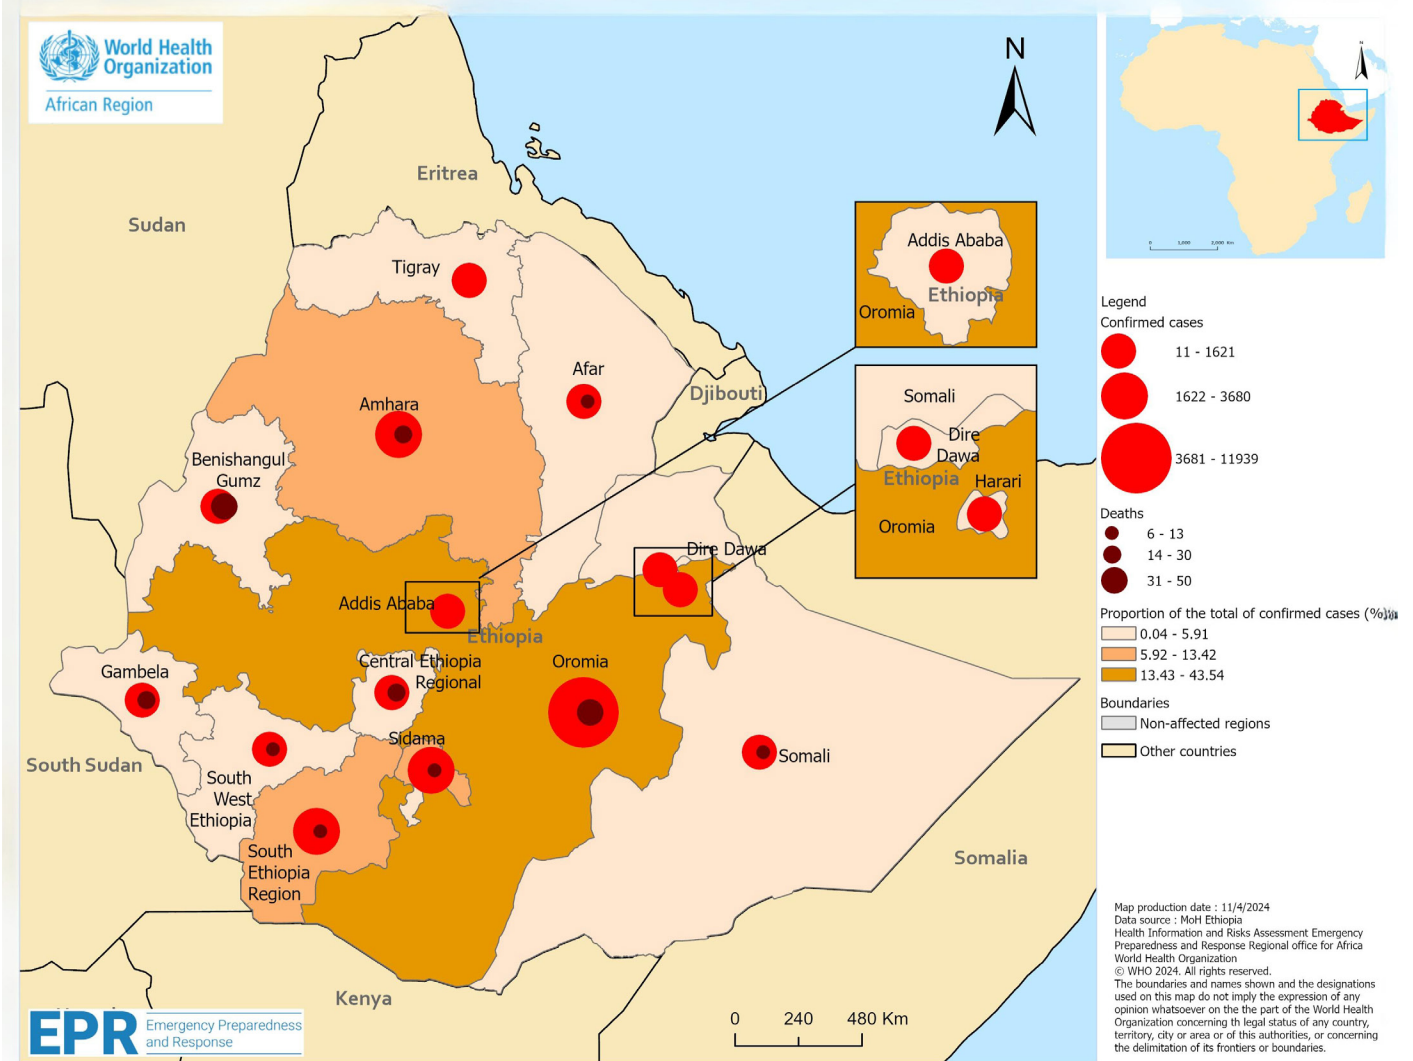 World Health
Organization
African Region
N
Eritrea
Sudan
Tigray
Addis Ababa
Ethiopia
Oromia
Afar
Djibouti
Amhara
Somali
Dire
Dawa
Ethiopia
Harari
Oromia
Benishangul
Gumz
Dire Dawa
Addis Ababa
Ethiopia
Central Ethiopia
Regional
Oromia
Gambela
Sidama
Somali
South Sudan
South
West
Ethiopia
South
Ethiopia
Region
Somalia
Kenya
EPR
Emergency Preparedness
and Response
0 240 480 Km
N
0 1,000 2,000 Km
Legend
Confirmed cases
11 - 1621
1622 - 3680
3681 - 11939
Deaths
6 - 13
14 - 30
31 - 50
Proportion of the total of confirmed cases (%)
0.04 - 5.91
5.92 - 13.42
13.43 - 43.54
Boundaries
Non-affected regions
Other countries
Map production date : 11/4/2024
Data source : MoH Ethiopia
Health Information and Risks Assessment Emergency
Preparedness and Response Regional office for Africa
World Health Organization
© WHO 2024. All rights reserved.
The boundaries and names shown and the designations
used on this map do not imply the expression of any
opinion whatsoever on the the part of the World Health
Organization concerning th legal status of any country,
territory, city or area or of this authorities, or concerning
the delimitation of its frontiers or boundaries.